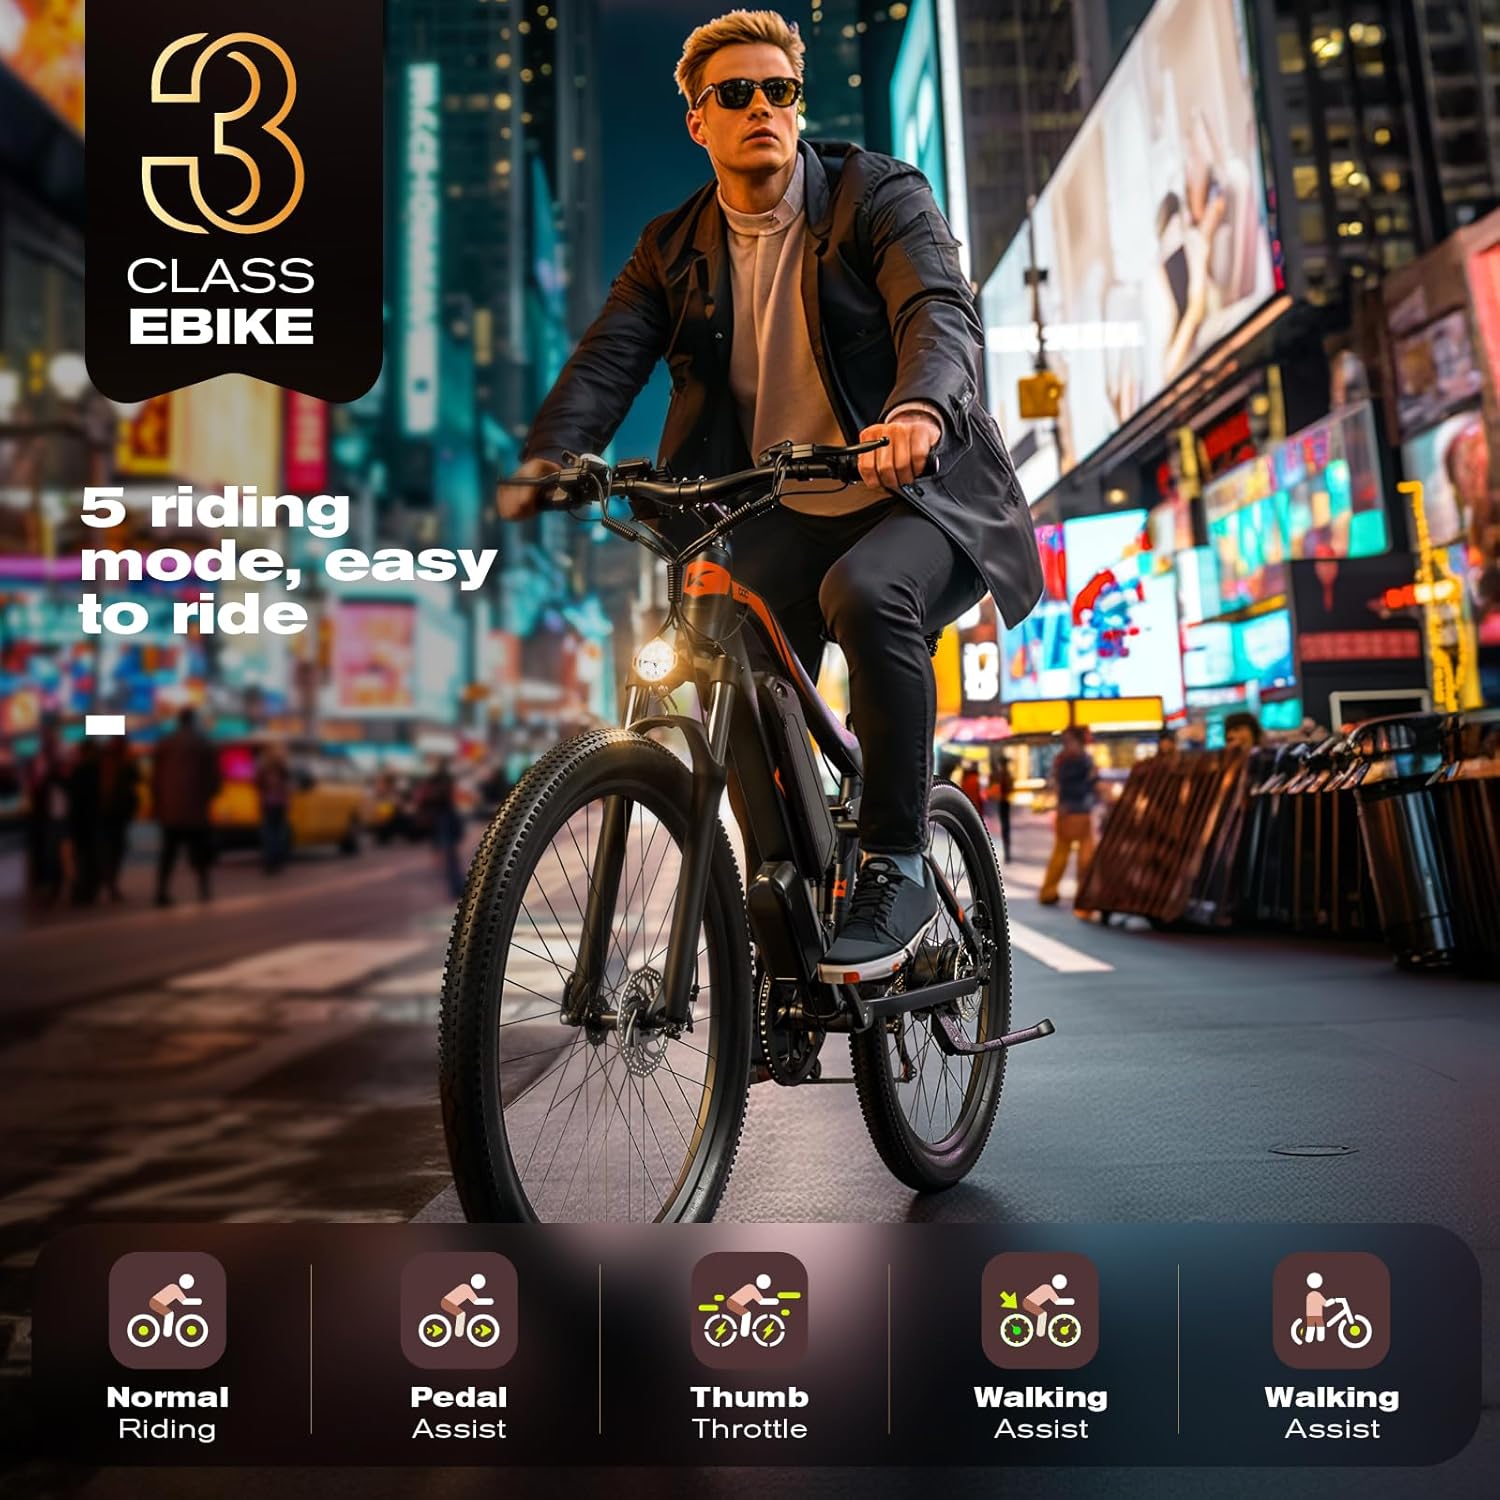 3
CLASS
EBIKE
5 riding
mode, easy
to ride
Normal
Riding
Pedal
Assist
Thumb
Throttle
Walking
Assist
Walking
Assist